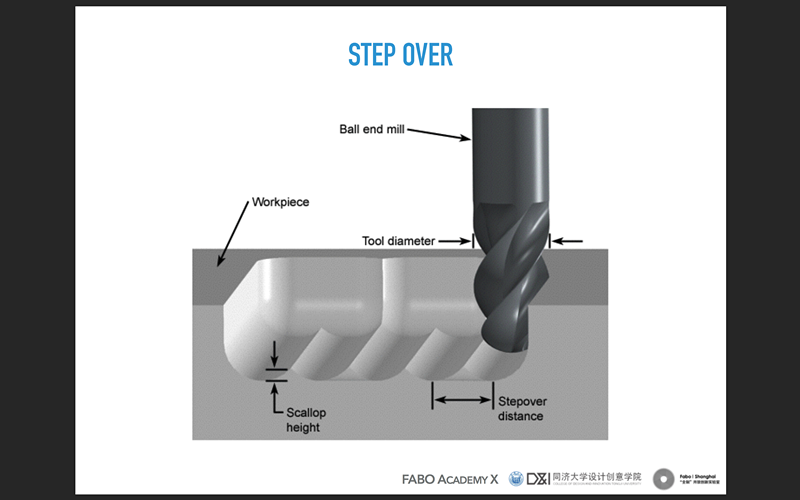 STEP OVER
Ball end mill
Workpiece
Tool diameter
Stepover
distance
Scallop
height
FABO ACADEMY X
同济大学设计创意学院
Fablab Shanghai